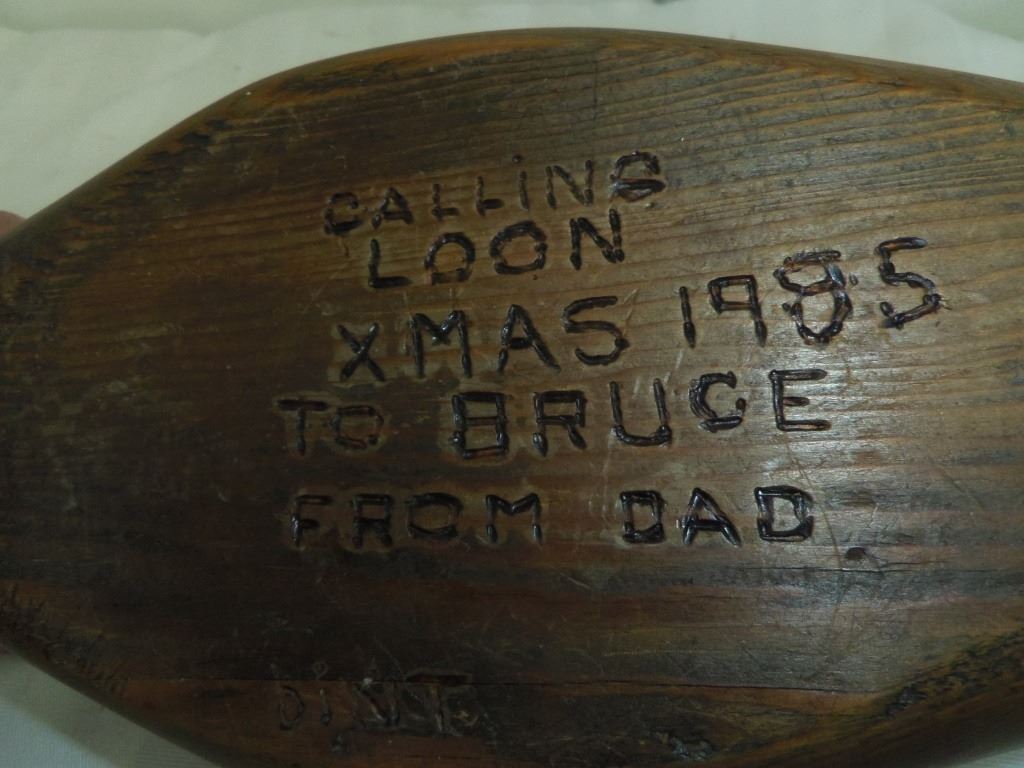 CALLiNG
LOON
XMAS 1985
TO BRUCE
FROM DAD